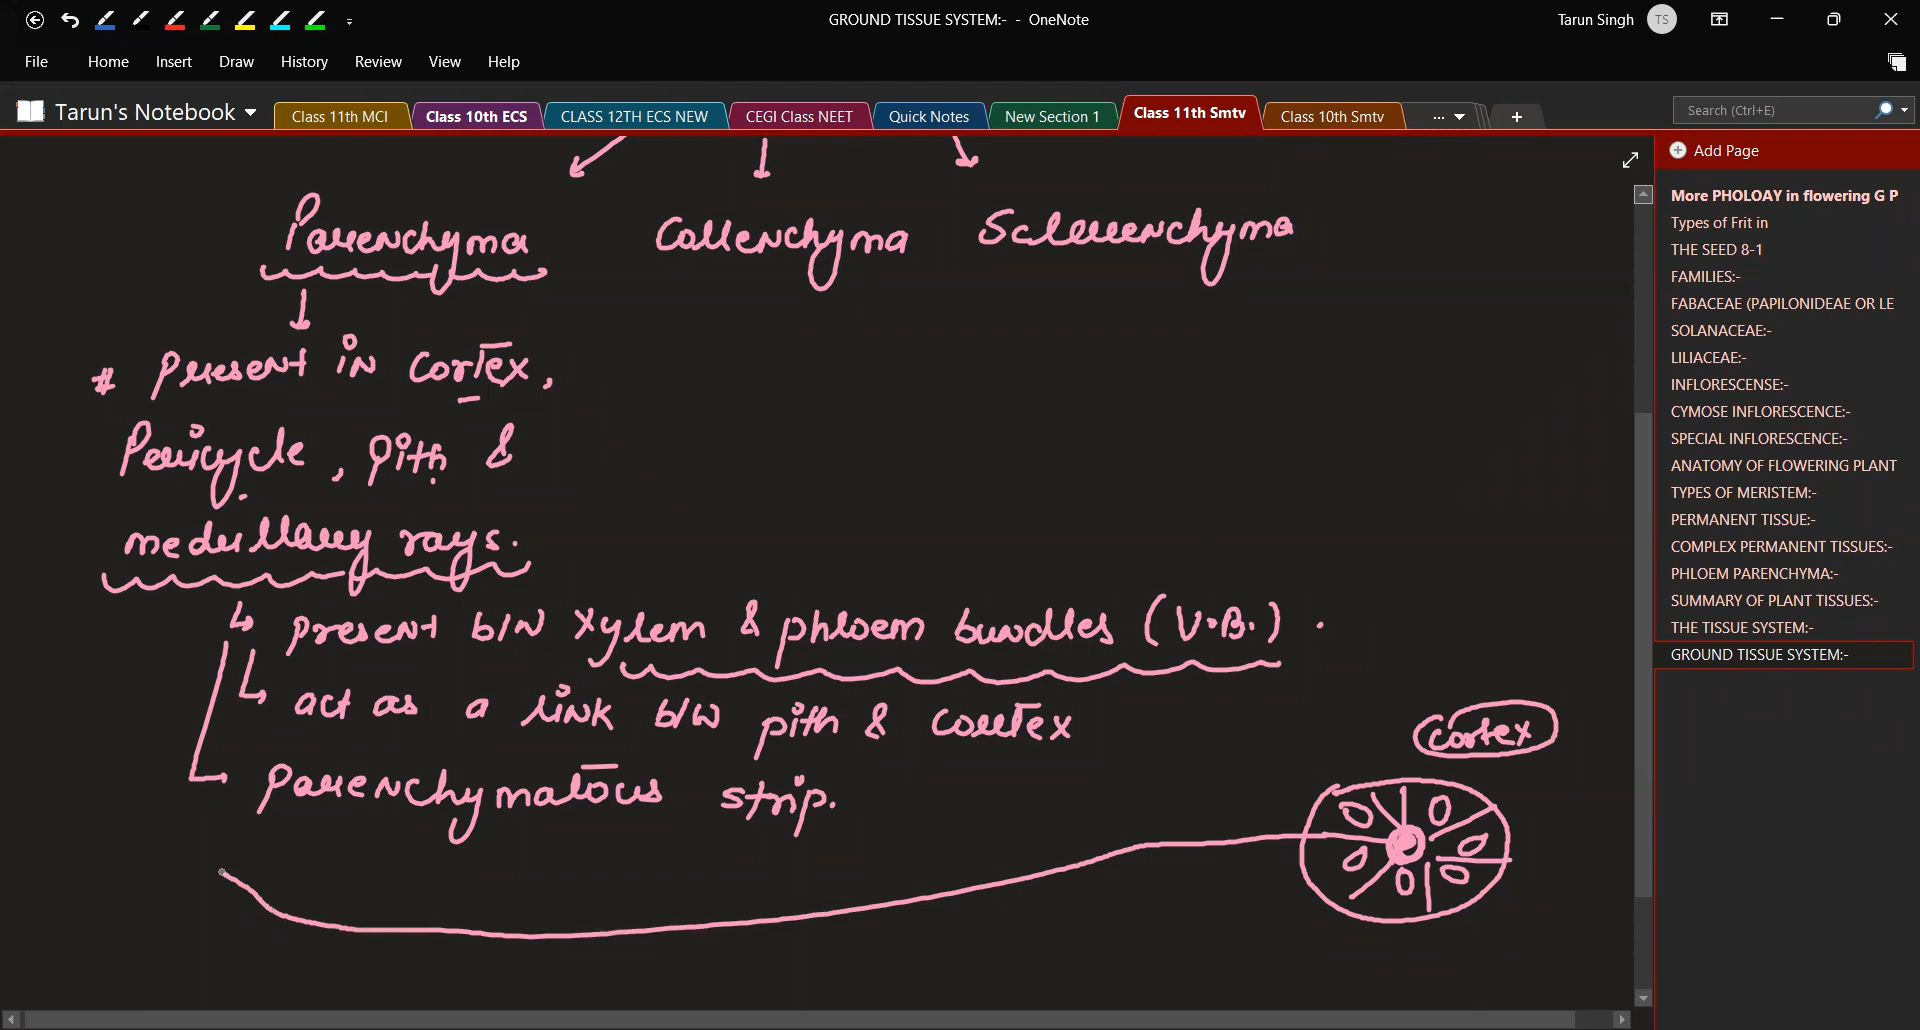 GROUND TISSUE SYSTEM:- - OneNote
Tarun Singh TS
File Home Insert Draw History Review View Help
Tarun's Notebook
Class 11th MCI Class 10th ECS CLASS 12TH ECS NEW CEGI Class NEET Quick Notes New Section 1 Class 11th Smtv Class 10th Smtv ... +
Search (Ctrl+E)
Parenchyma Collenchyma Sclerenchyma
* Present in Cortex,
Pericycle, Pith &
medullary rays.
present b/w xylem & phloem bundles (V.B.).
act as a link b/w pith & cortex
Parenchymatous strip.
Cortex
Add Page
More PHOLOAY in flowering G P
Types of Frit in
THE SEED 8-1
FAMILIES:-
FABACEAE (PAPILONIDEAE OR LE
SOLANACEAE:-
LILIACEAE:-
INFLORESCENSE:-
CYMOSE INFLORESCENCE:-
SPECIAL INFLORESCENCE:-
ANATOMY OF FLOWERING PLANT
TYPES OF MERISTEM:-
PERMANENT TISSUE:-
COMPLEX PERMANENT TISSUES:-
PHLOEM PARENCHYMA:-
SUMMARY OF PLANT TISSUES:-
THE TISSUE SYSTEM:-
GROUND TISSUE SYSTEM:-